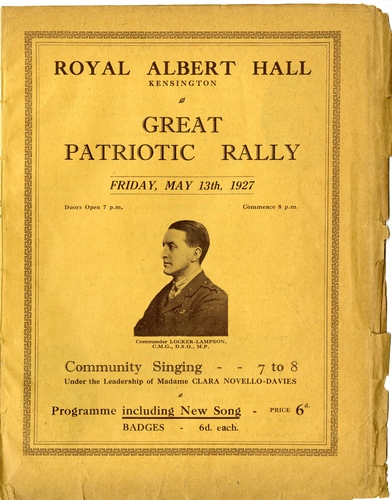 ROYAL ALBERT HALL
KENSINGTON
GREAT
PATRIOTIC RALLY
FRIDAY, MAY 13th, 1927
Doors Open 7 p.m. Commence 8 p.m.
Commander LOCKER-LAMPSON,
C.M.G., D.S.O., M.P.
Community Singing - - 7 to 8
Under the Leadership of Madame CLARA NOVELLO-DAVIES
Programme including New Song - PRICE 6d.
BADGES - 6d. each.